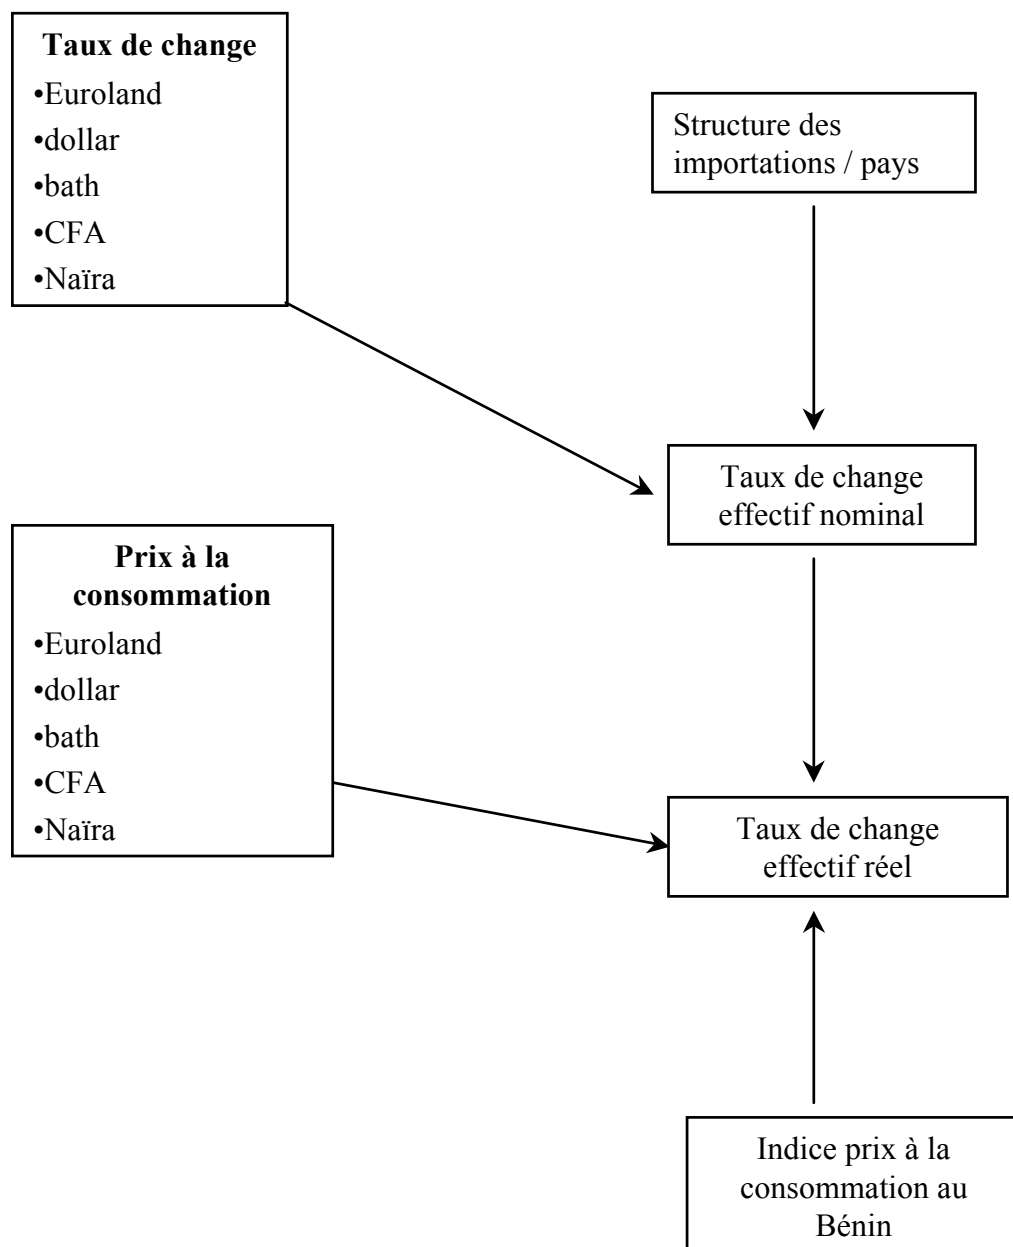 Taux de change
•Euroland
•dollar
•bath
•CFA
•Naïra
Structure des
importations / pays
Taux de change
effectif nominal
Prix à la
consommation
•Euroland
•dollar
•bath
•CFA
•Naïra
Taux de change
effectif réel
Indice prix à la
consommation au
Bénin